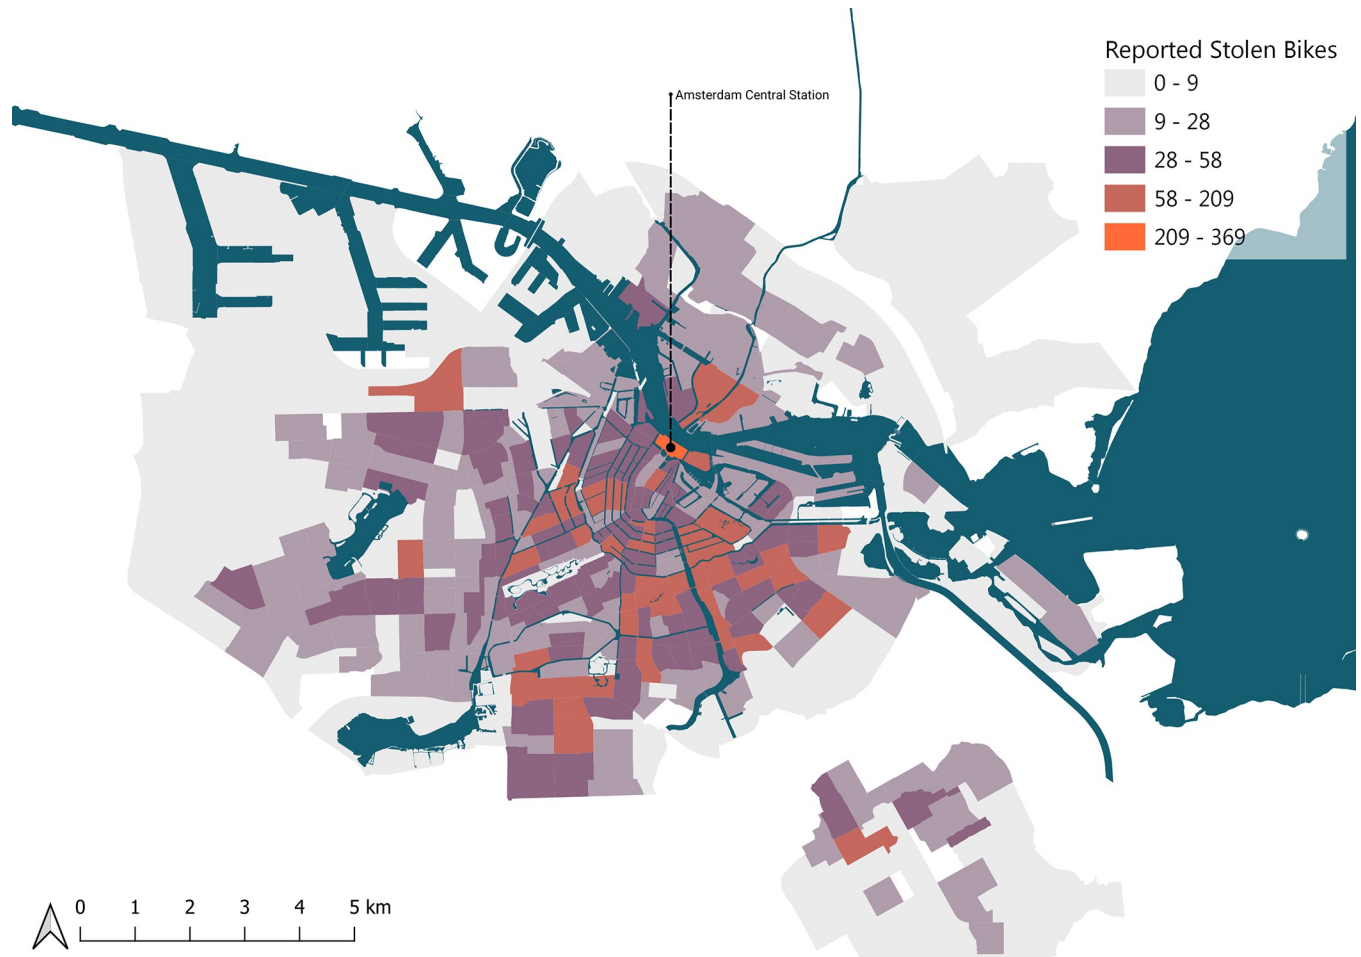 Reported Stolen Bikes
0 - 9
Amsterdam Central Station
9 - 28
28 - 58
58 - 209
209 - 369
0 1 2 3 4 5 km